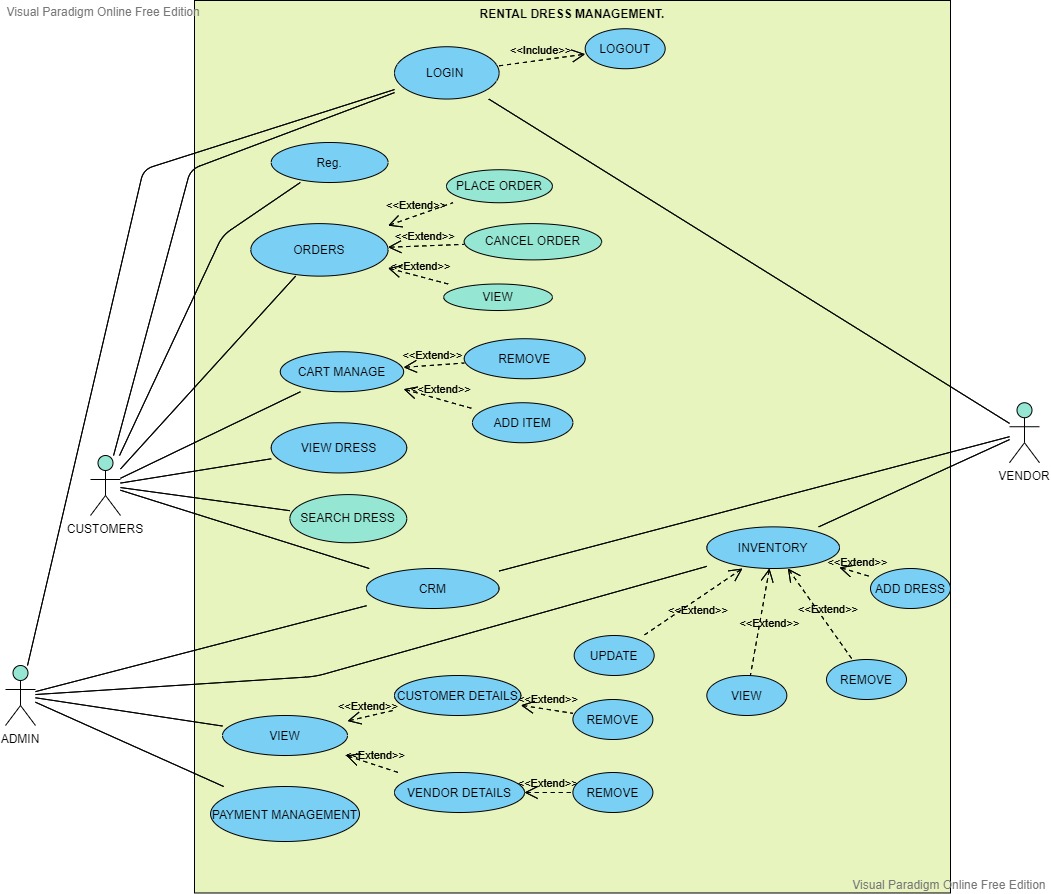 Visual Paradigm Online Free Edition
RENTAL DRESS MANAGEMENT.
LOGIN
<<Include>>
LOGOUT
Reg.
PLACE ORDER
<<Extend>>
ORDERS
<<Extend>>
CANCEL ORDER
<<Extend>>
VIEW
CART MANAGE
<<Extend>>
REMOVE
<<Extend>>
ADD ITEM
VIEW DRESS
SEARCH DRESS
CUSTOMERS
VENDOR
CRM
INVENTORY
<<Extend>>
ADD DRESS
<<Extend>>
<<Extend>>
<<Extend>>
UPDATE
VIEW
REMOVE
ADMIN
VIEW
<<Extend>>
CUSTOMER DETAILS
<<Extend>>
REMOVE
<<Extend>>
VENDOR DETAILS
<<Extend>>
REMOVE
PAYMENT MANAGEMENT
Visual Paradigm Online Free Edition